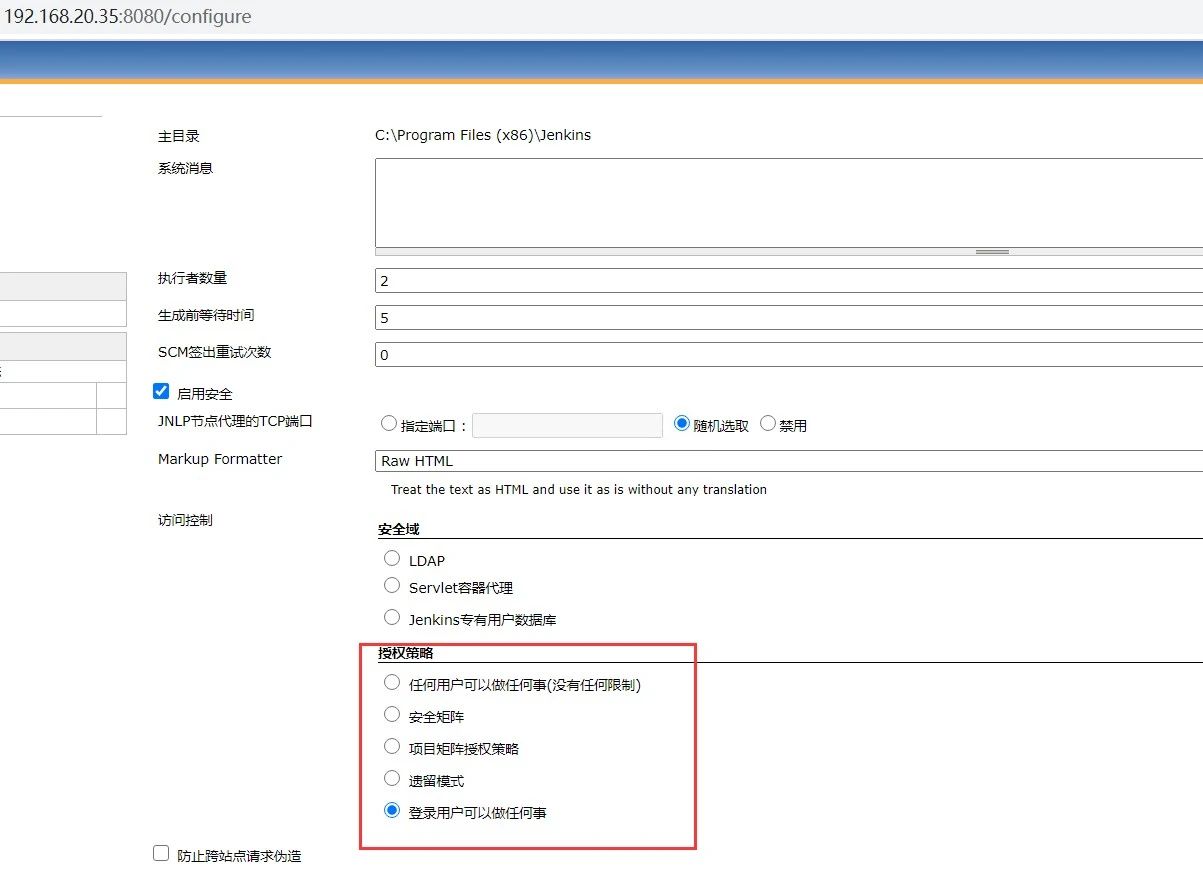 192.168.20.35:8080/configure
主目录 C:\Program Files (x86)\Jenkins
系统消息
执行者数量 2
生成前等待时间 5
SCM签出重试次数 0
启用安全
JNLP节点代理的TCP端口 指定端口： 随机选取 禁用
Markup Formatter Raw HTML
Treat the text as HTML and use it as is without any translation
访问控制
安全域
LDAP
Servlet容器代理
Jenkins专有用户数据库
授权策略
任何用户可以做任何事(没有任何限制)
安全矩阵
项目矩阵授权策略
遗留模式
登录用户可以做任何事
防止跨站点请求伪造